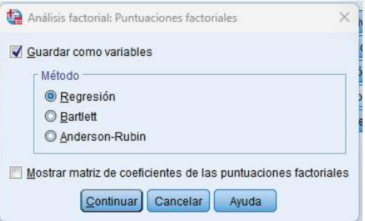 Análisis factorial: Puntuaciones factoriales
Guardar como variables
Método
Regresión
Bartlett
Anderson-Rubin
Mostrar matriz de coeficientes de las puntuaciones factoriales
Continuar Cancelar Ayuda